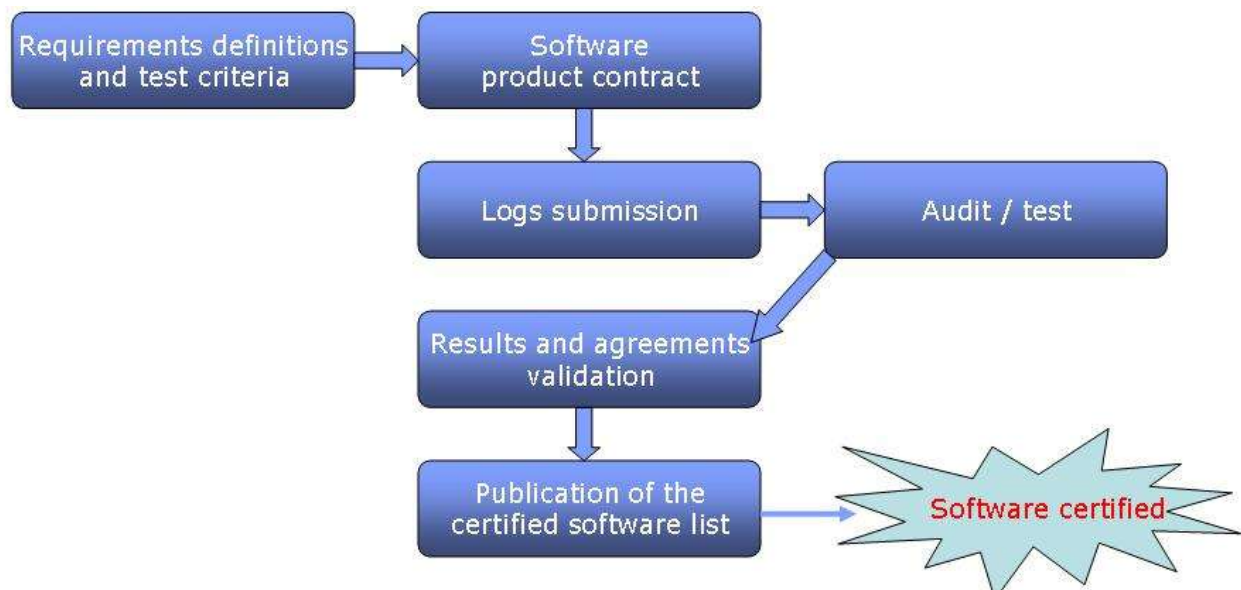 Requirements definitions
and test criteria
Software
product contract
Logs submission
Audit / test
Results and agreements
validation
Publication of the
certified software list
Software certified